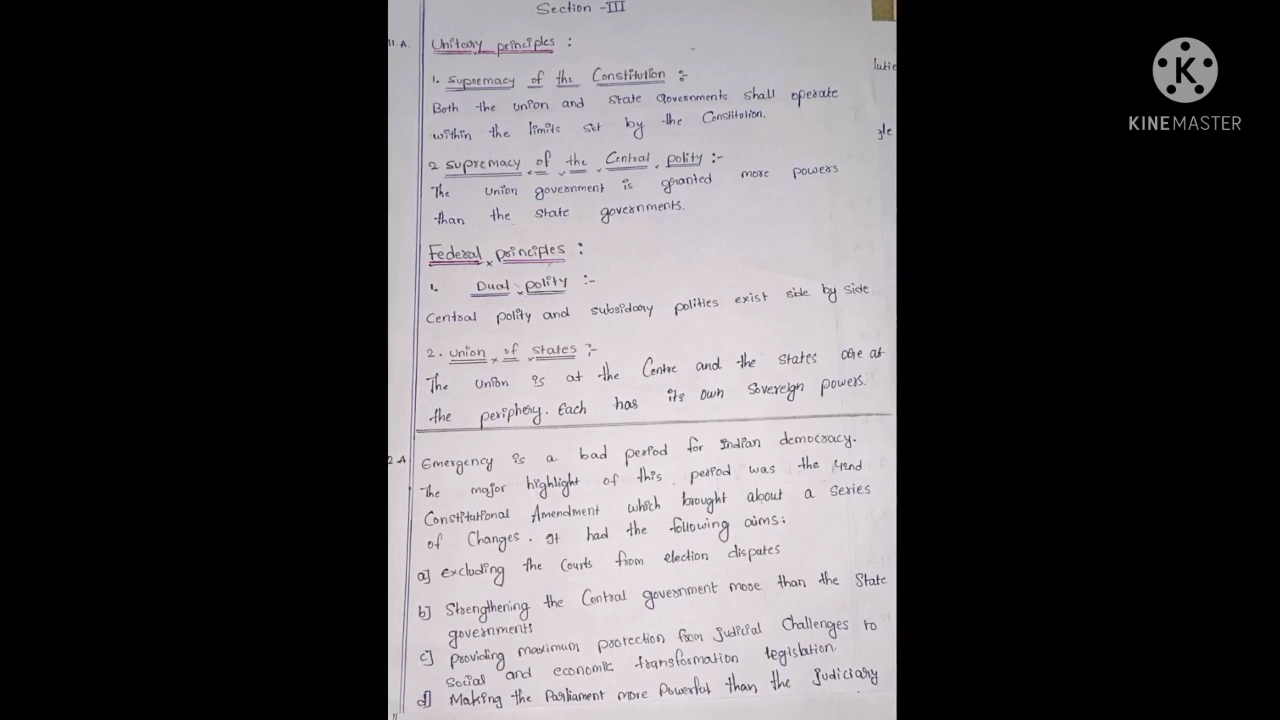 Section -III
11.A. Unitary principles :
1. Supremacy of the Constitution :-
Both the union and state Governments shall operate
within the limits set by the Constitution.
2. Supremacy of the Central polity :-
The union government is granted more powers
than the state governments.
Federal principles :
1. Dual polity :-
Central polity and subsidary polities exist side by side
2. union of states :-
The union is at the Centre and the states are at
the periphery. Each has its own sovereign powers.
2.A Emergency is a bad period for Indian democracy.
The major highlight of this period was the 42nd
Constitutional Amendment which brought about a series
of Changes. It had the following aims:
a] excluding the Courts from election disputes
b] Strengthening the Central government more than the State
governments
c] providing maximum protection from judicial Challenges to
social and economic transformation legislation.
d] Making the Parliament more Powerful than the judiciary
KINEMASTER